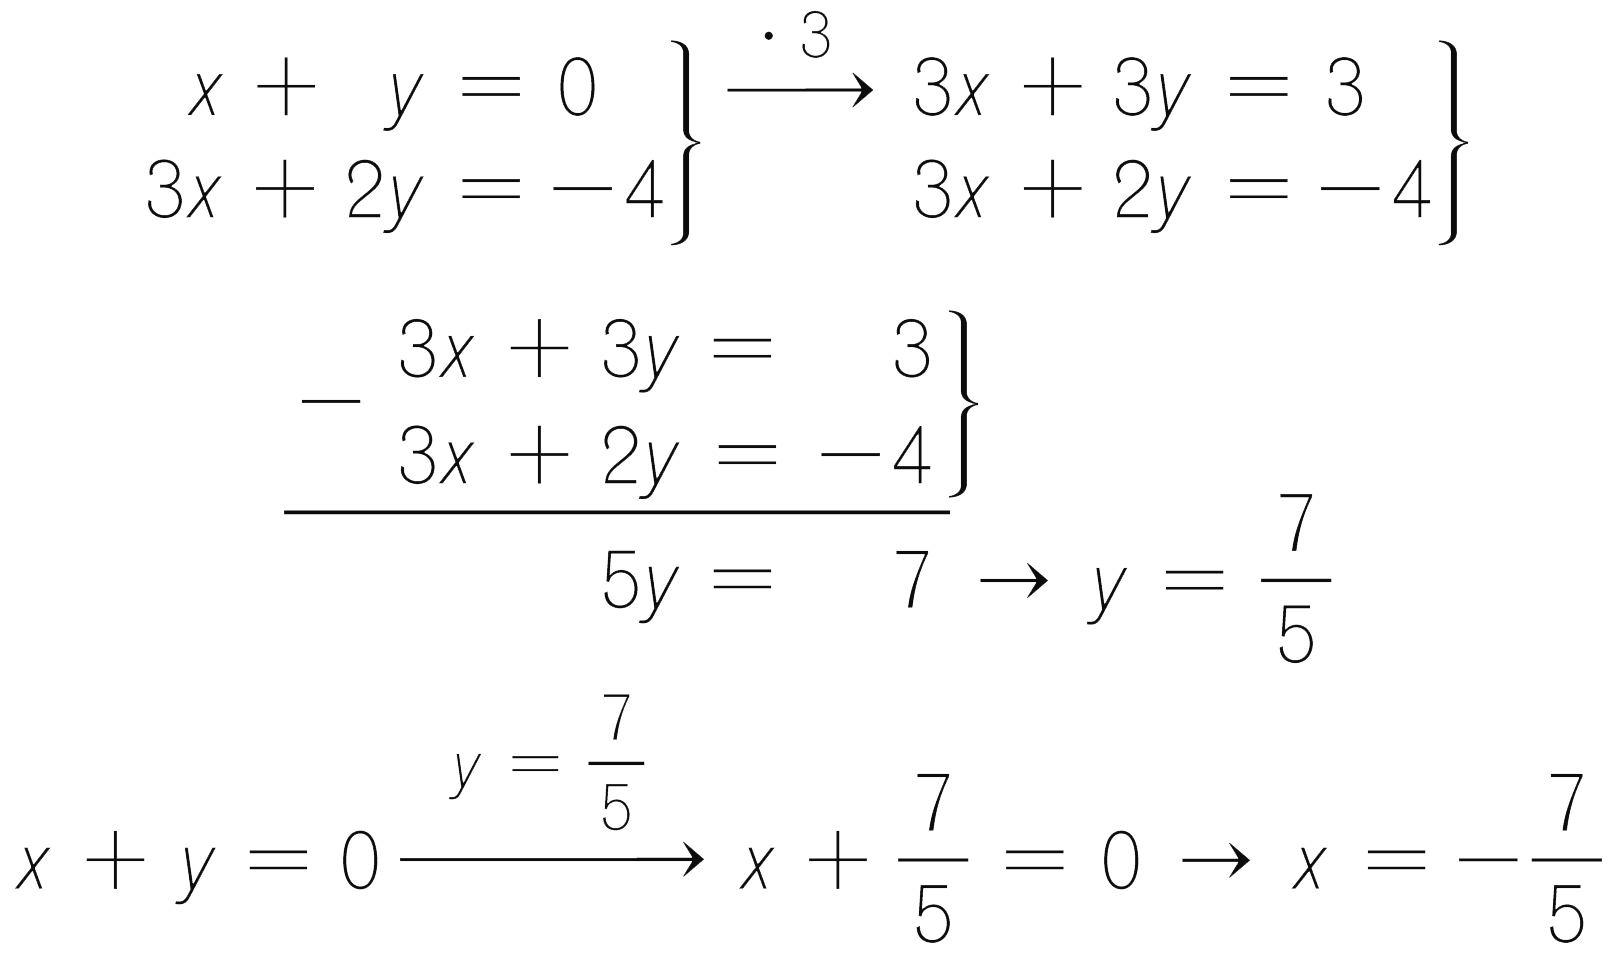 x + y = 0 } · 3 → 3x + 3y = 3 }
3x + 2y = −4 3x + 2y = −4
− 3x + 3y = 3 }
3x + 2y = −4
5y = 7 → y = 7/5
x + y = 0 y = 7/5 → x + 7/5 = 0 → x = −7/5